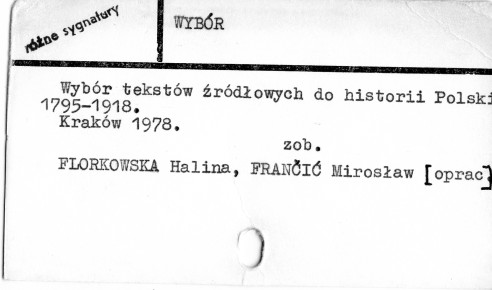 różne sygnatury
WYBÓR
Wybór tekstów źródłowych do historii Polski
1795-1918.
Kraków 1978.
zob.
FLORKOWSKA Halina, FRANČIĆ Mirosław [oprac]